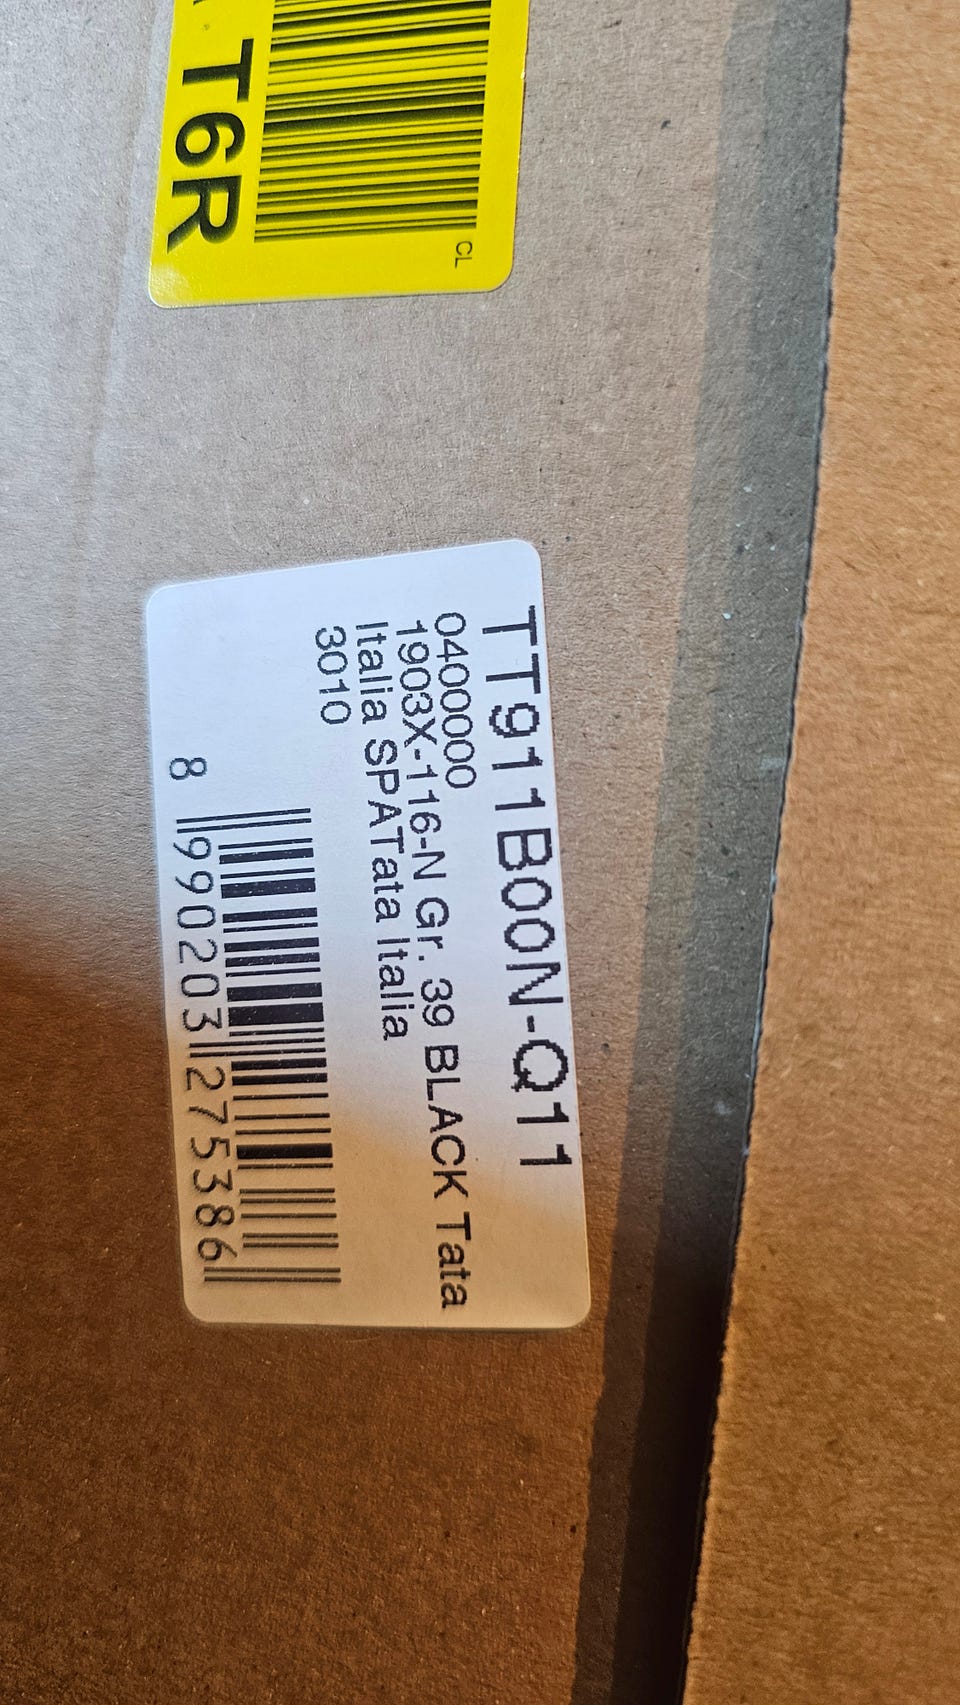 T6R
CL
TT911B00N-Q11
0400000
1903X-116-N Gr. 39 BLACK Tata
Italia SPATata Italia
3010
8 990203 275386